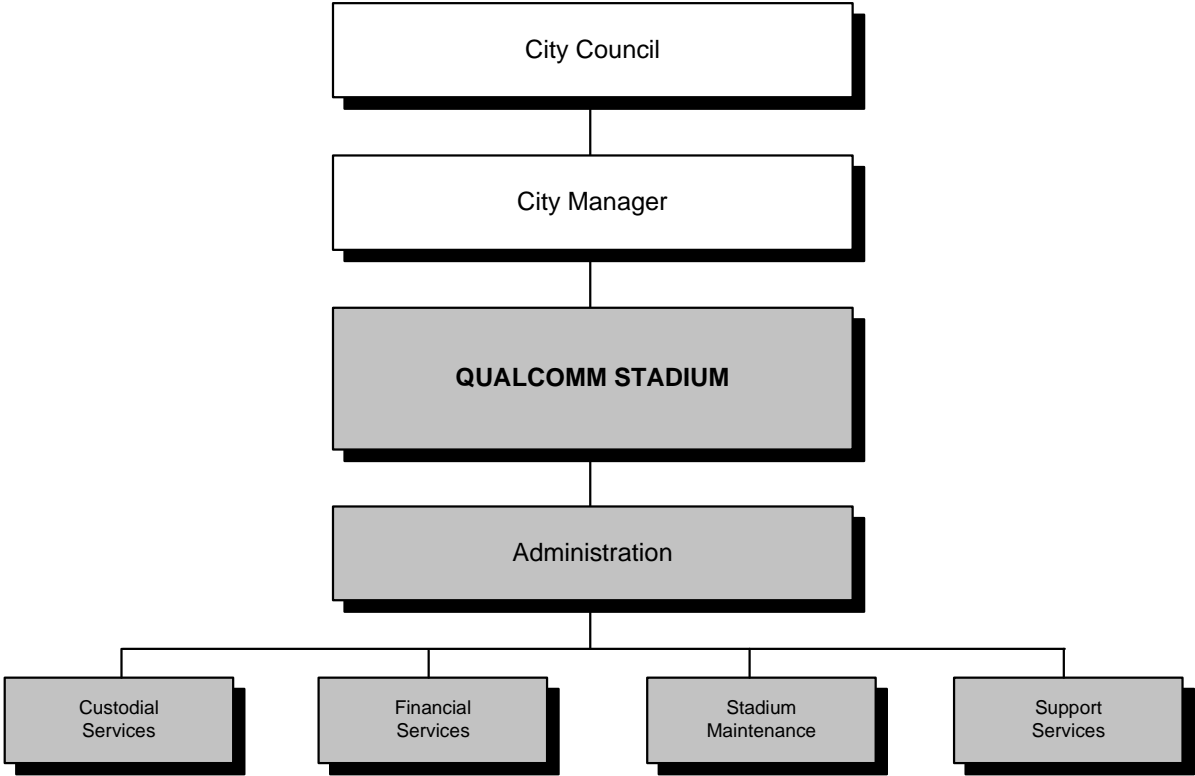 City Council
City Manager
QUALCOMM STADIUM
Administration
Custodial
Services
Financial
Services
Stadium
Maintenance
Support
Services